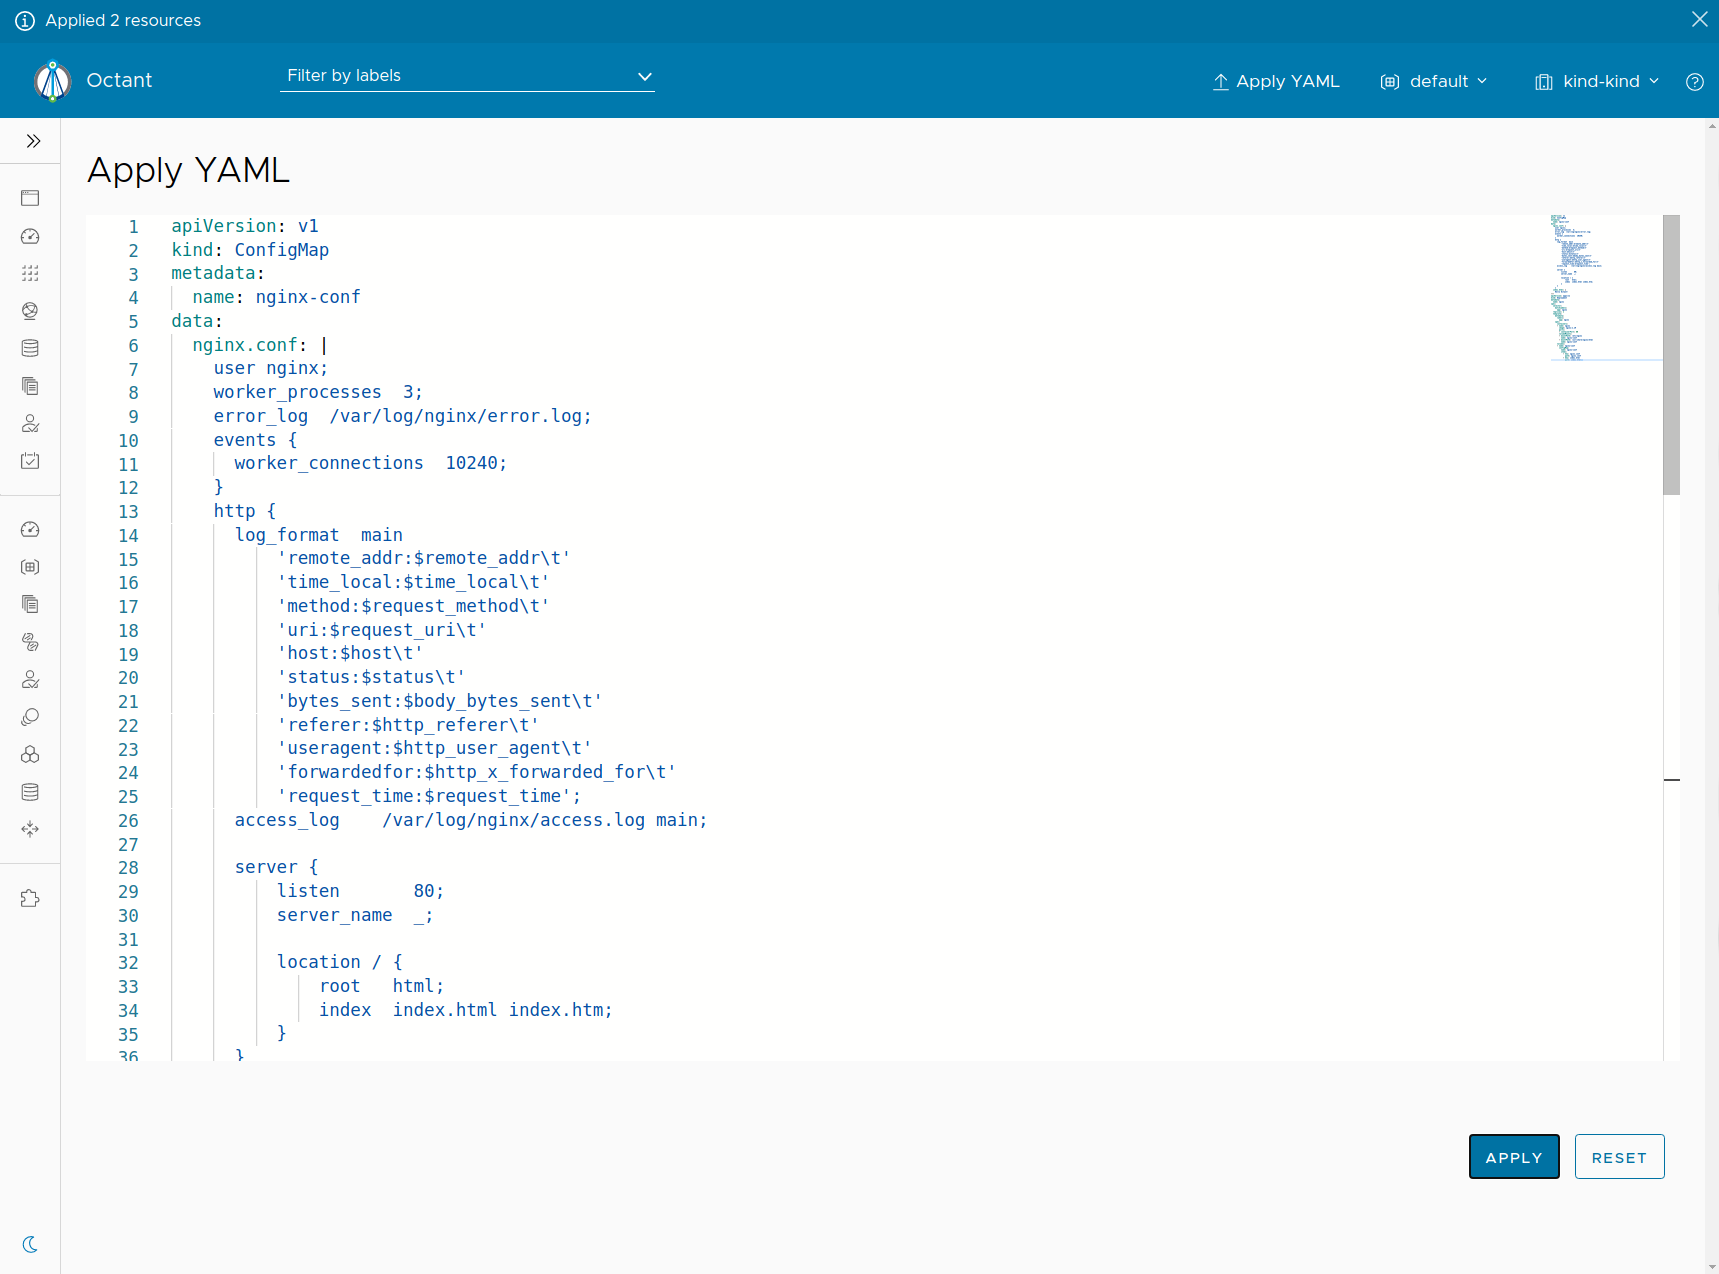 Applied 2 resources
Octant
Filter by labels
Apply YAML
default
kind-kind
Apply YAML
1 apiVersion: v1
2 kind: ConfigMap
3 metadata:
4   name: nginx-conf
5 data:
6   nginx.conf: |
7     user nginx;
8     worker_processes  3;
9     error_log  /var/log/nginx/error.log;
10     events {
11       worker_connections  10240;
12     }
13     http {
14       log_format  main
15           'remote_addr:$remote_addr\t'
16           'time_local:$time_local\t'
17           'method:$request_method\t'
18           'uri:$request_uri\t'
19           'host:$host\t'
20           'status:$status\t'
21           'bytes_sent:$body_bytes_sent\t'
22           'referer:$http_referer\t'
23           'useragent:$http_user_agent\t'
24           'forwardedfor:$http_x_forwarded_for\t'
25           'request_time:$request_time';
26       access_log    /var/log/nginx/access.log main;
27
28       server {
29           listen       80;
30           server_name  _;
31
32           location / {
33               root   html;
34               index  index.html index.htm;
35           }
36       }
APPLY
RESET